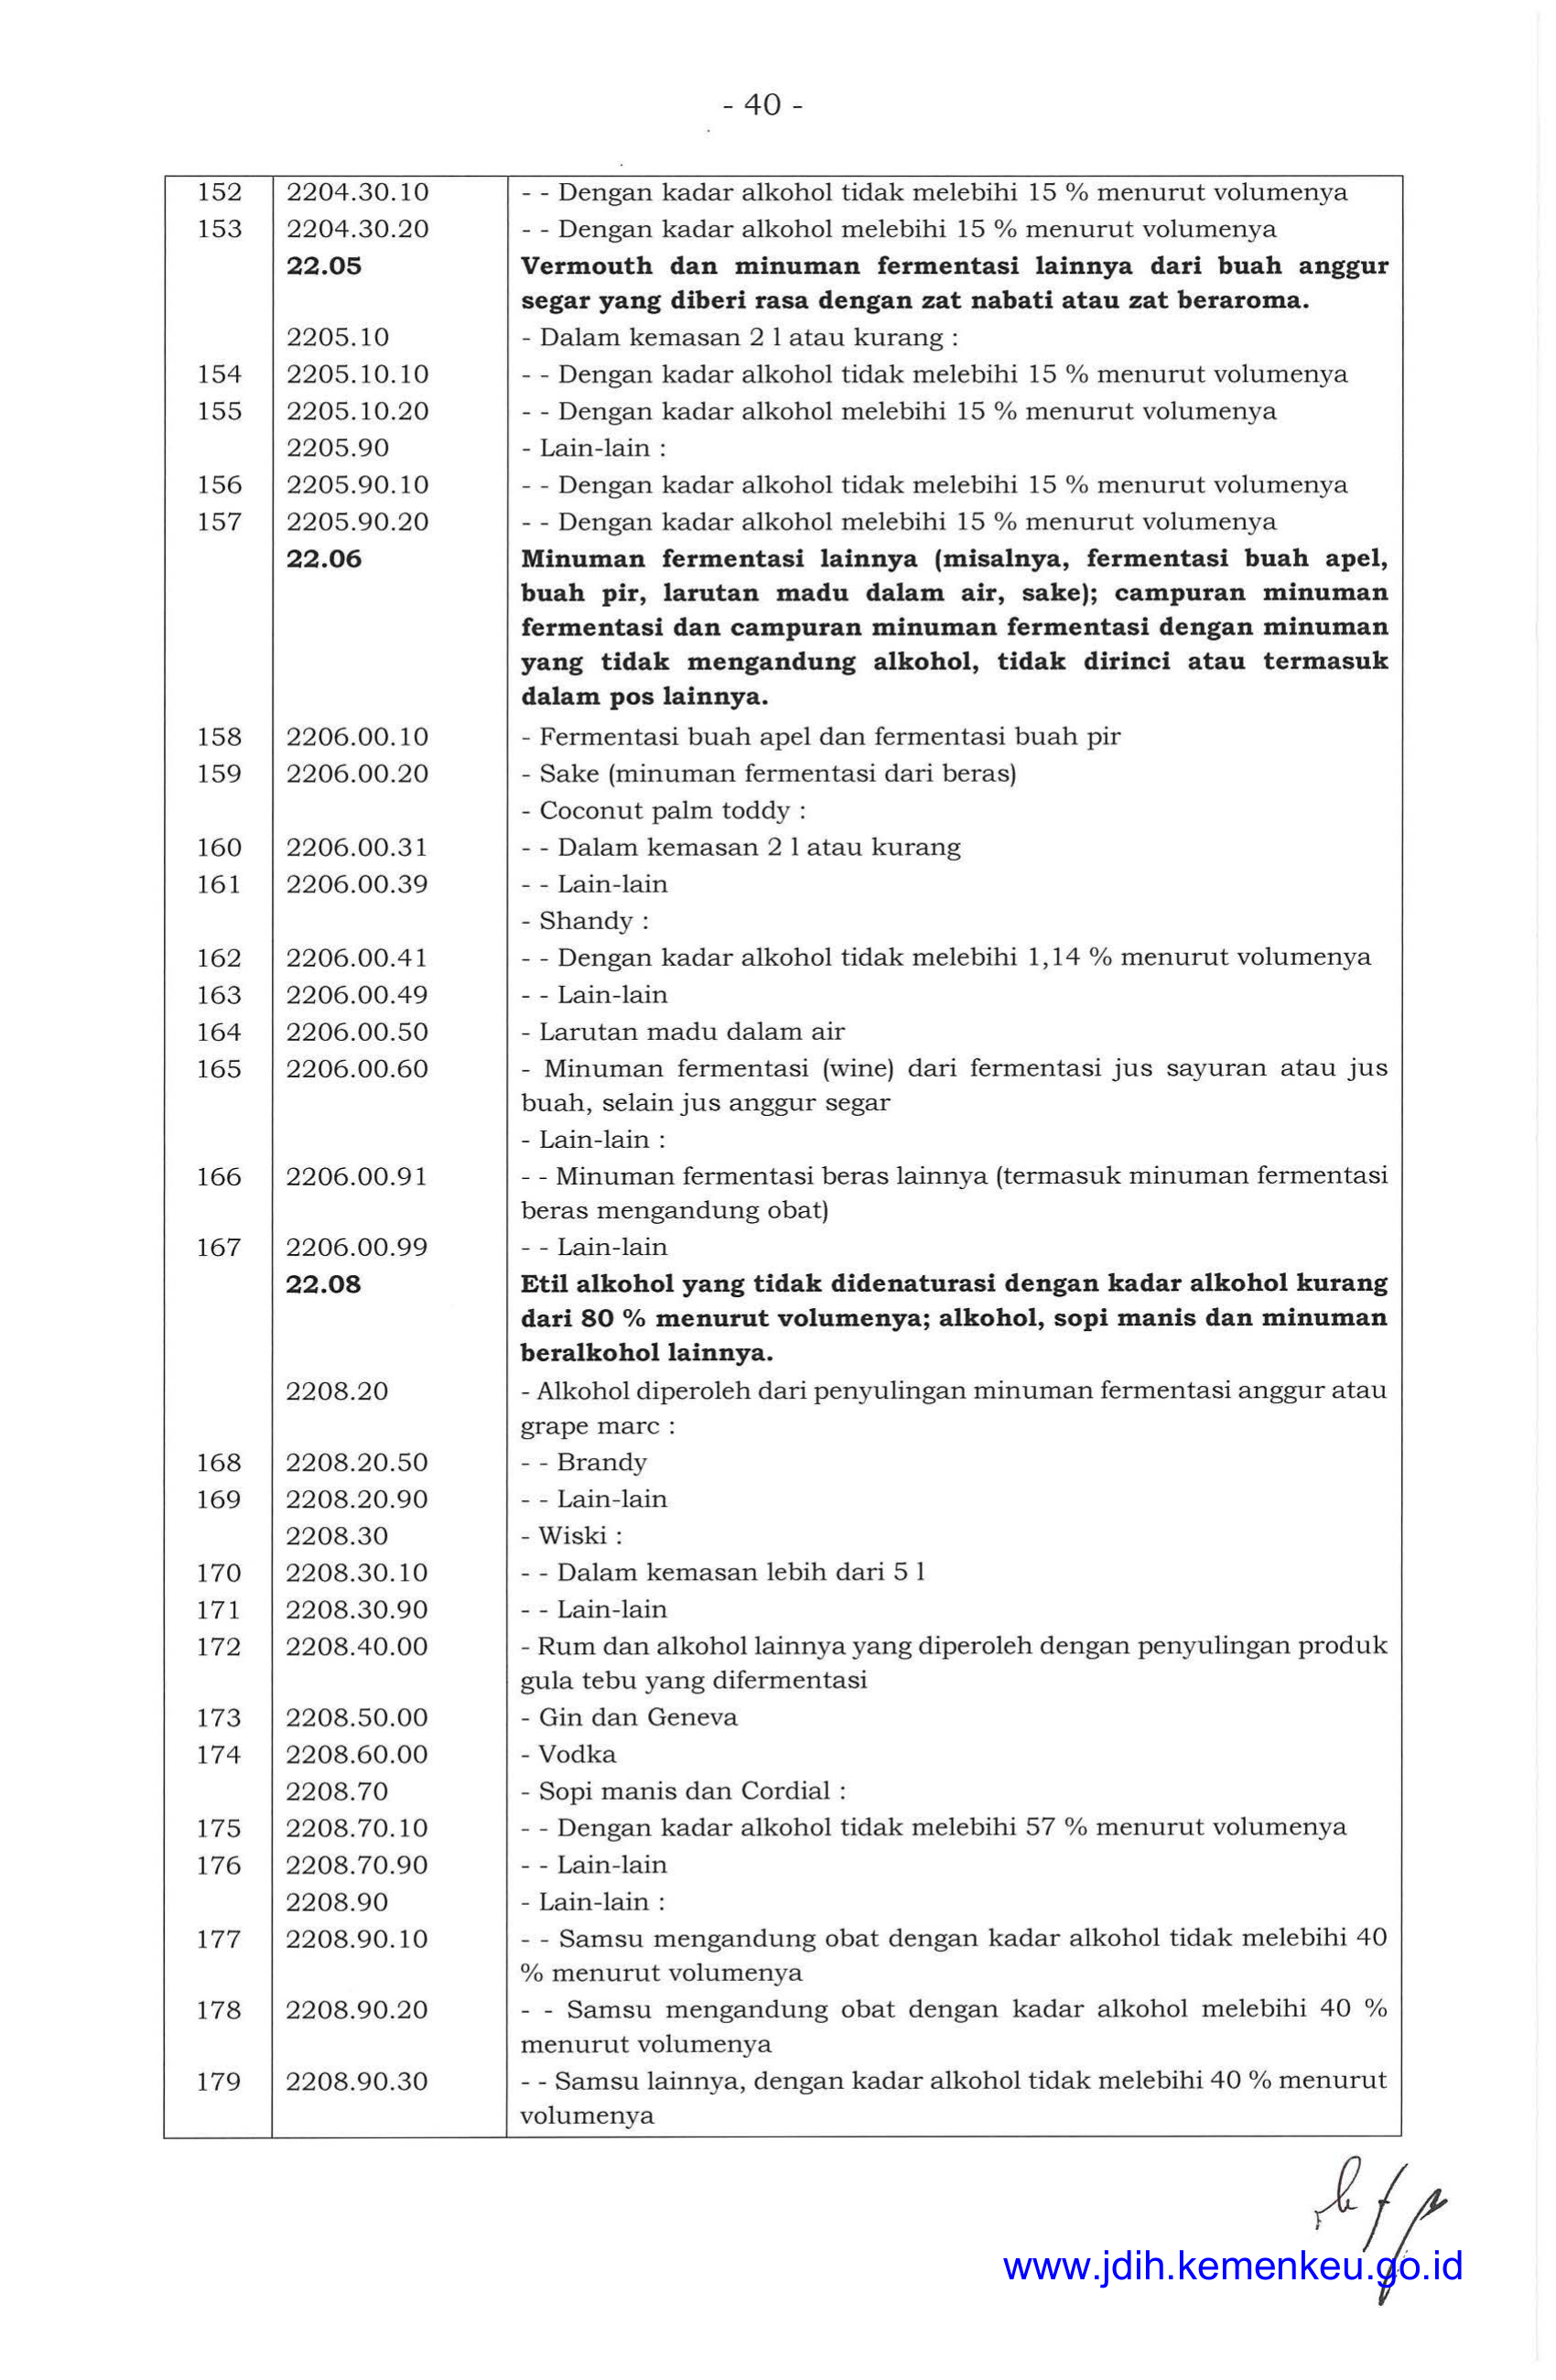 - 40 -
152 2204.30.10 - - Dengan kadar alkohol tidak melebihi 15 % menurut volumenya
153 2204.30.20 - - Dengan kadar alkohol melebihi 15 % menurut volumenya
22.05 Vermouth dan minuman fermentasi lainnya dari buah anggur
segar yang diberi rasa dengan zat nabati atau zat beraroma.
2205.10 - Dalam kemasan 2 l atau kurang :
154 2205.10.10 - - Dengan kadar alkohol tidak melebihi 15 % menurut volumenya
155 2205.10.20 - - Dengan kadar alkohol melebihi 15 % menurut volumenya
2205.90 - Lain-lain :
156 2205.90.10 - - Dengan kadar alkohol tidak melebihi 15 % menurut volumenya
157 2205.90.20 - - Dengan kadar alkohol melebihi 15 % menurut volumenya
22.06 Minuman fermentasi lainnya (misalnya, fermentasi buah apel,
buah pir, larutan madu dalam air, sake); campuran minuman
fermentasi dan campuran minuman fermentasi dengan minuman
yang tidak mengandung alkohol, tidak dirinci atau termasuk
dalam pos lainnya.
158 2206.00.10 - Fermentasi buah apel dan fermentasi buah pir
159 2206.00.20 - Sake (minuman fermentasi dari beras)
- Coconut palm toddy :
160 2206.00.31 - - Dalam kemasan 2 l atau kurang
161 2206.00.39 - - Lain-lain
- Shandy :
162 2206.00.41 - - Dengan kadar alkohol tidak melebihi 1,14 % menurut volumenya
163 2206.00.49 - - Lain-lain
164 2206.00.50 - Larutan madu dalam air
165 2206.00.60 - Minuman fermentasi (wine) dari fermentasi jus sayuran atau jus
buah, selain jus anggur segar
- Lain-lain :
166 2206.00.91 - - Minuman fermentasi beras lainnya (termasuk minuman fermentasi
beras mengandung obat)
167 2206.00.99 - - Lain-lain
22.08 Etil alkohol yang tidak didenaturasi dengan kadar alkohol kurang
dari 80 % menurut volumenya; alkohol, sopi manis dan minuman
beralkohol lainnya.
2208.20 - Alkohol diperoleh dari penyulingan minuman fermentasi anggur atau
grape marc :
168 2208.20.50 - - Brandy
169 2208.20.90 - - Lain-lain
2208.30 - Wiski :
170 2208.30.10 - - Dalam kemasan lebih dari 5 l
171 2208.30.90 - - Lain-lain
172 2208.40.00 - Rum dan alkohol lainnya yang diperoleh dengan penyulingan produk
gula tebu yang difermentasi
173 2208.50.00 - Gin dan Geneva
174 2208.60.00 - Vodka
2208.70 - Sopi manis dan Cordial :
175 2208.70.10 - - Dengan kadar alkohol tidak melebihi 57 % menurut volumenya
176 2208.70.90 - - Lain-lain
2208.90 - Lain-lain :
177 2208.90.10 - - Samsu mengandung obat dengan kadar alkohol tidak melebihi 40
% menurut volumenya
178 2208.90.20 - - Samsu mengandung obat dengan kadar alkohol melebihi 40 %
menurut volumenya
179 2208.90.30 - - Samsu lainnya, dengan kadar alkohol tidak melebihi 40 % menurut
volumenya
www.jdih.kemenkeu.go.id